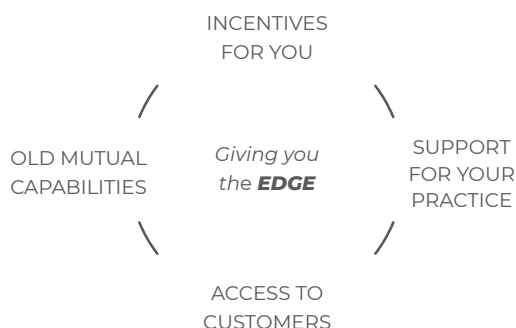 INCENTIVES
FOR YOU
OLD MUTUAL
CAPABILITIES
Giving you
the EDGE
SUPPORT
FOR YOUR
PRACTICE
ACCESS TO
CUSTOMERS